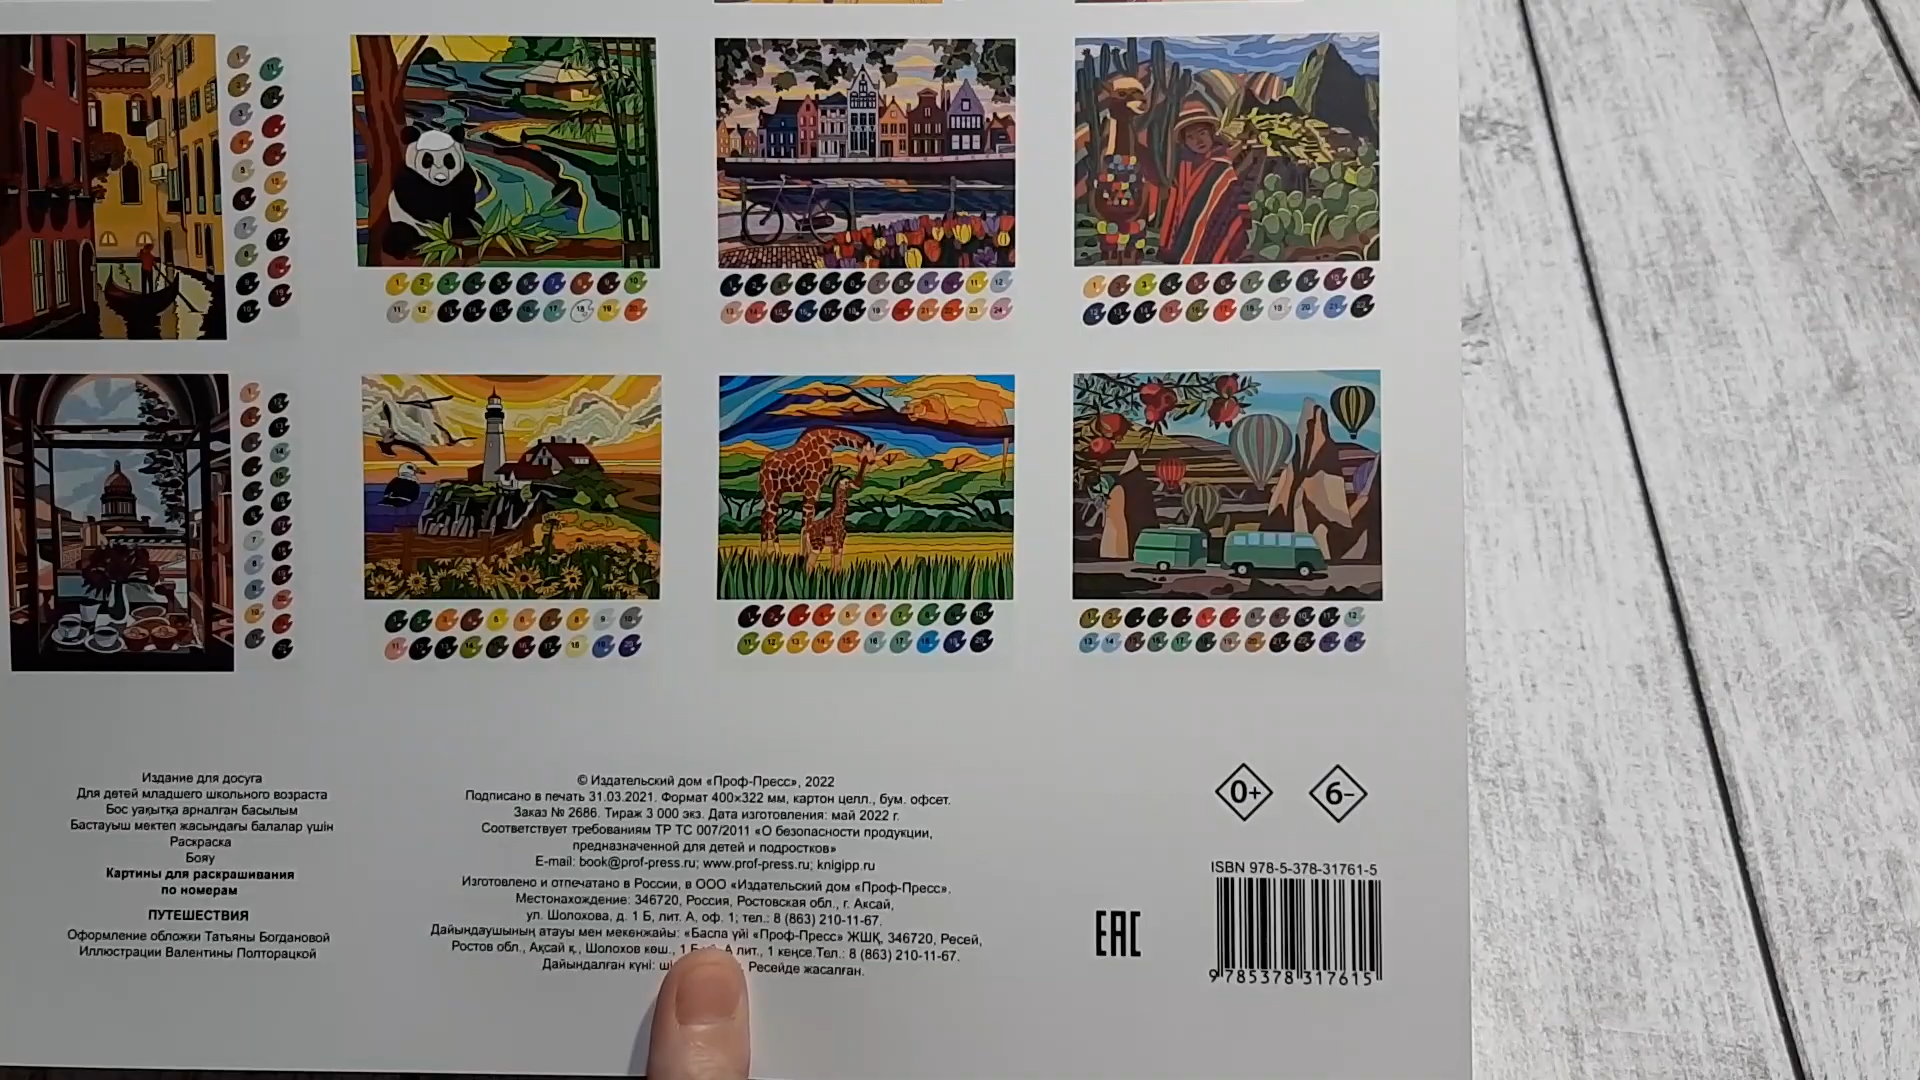 Издание для досуга
Для детей младшего школьного возраста
Бос уақытқа арналған басылым
Бастауыш мектеп жасындағы балалар үшін
Раскраска
Бояу
Картины для раскрашивания
по номерам
ПУТЕШЕСТВИЯ
Оформление обложки Татьяны Богдановой
Иллюстрации Валентины Полторацкой
© Издательский дом «Проф-Пресс», 2022
Подписано в печать 31.03.2021. Формат 400×322 мм, картон целл., бум. офсет.
Заказ № 2686. Тираж 3 000 экз. Дата изготовления: май 2022 г.
Соответствует требованиям ТР ТС 007/2011 «О безопасности продукции,
предназначенной для детей и подростков»
E-mail: book@prof-press.ru; www.prof-press.ru; knigipp.ru
Изготовлено и отпечатано в России, в ООО «Издательский дом «Проф-Пресс».
Местонахождение: 346720, Россия, Ростовская обл., г. Аксай,
ул. Шолохова, д. 1 Б, лит. А, оф. 1; тел.: 8 (863) 210-11-67.
Дайындаушының атауы мен мекенжайы: «Баспа үйі «Проф-Пресс» ЖШҚ, 346720, Ресей,
Ростов обл., Ақсай қ., Шолохов көш., 1 А лит., 1 кеңсе.Тел.: 8 (863) 210-11-67.
Дайындалған күні: Ресейде жасалған.
0+
6-
EAC
ISBN 978-5-378-31761-5
9 785378 317615